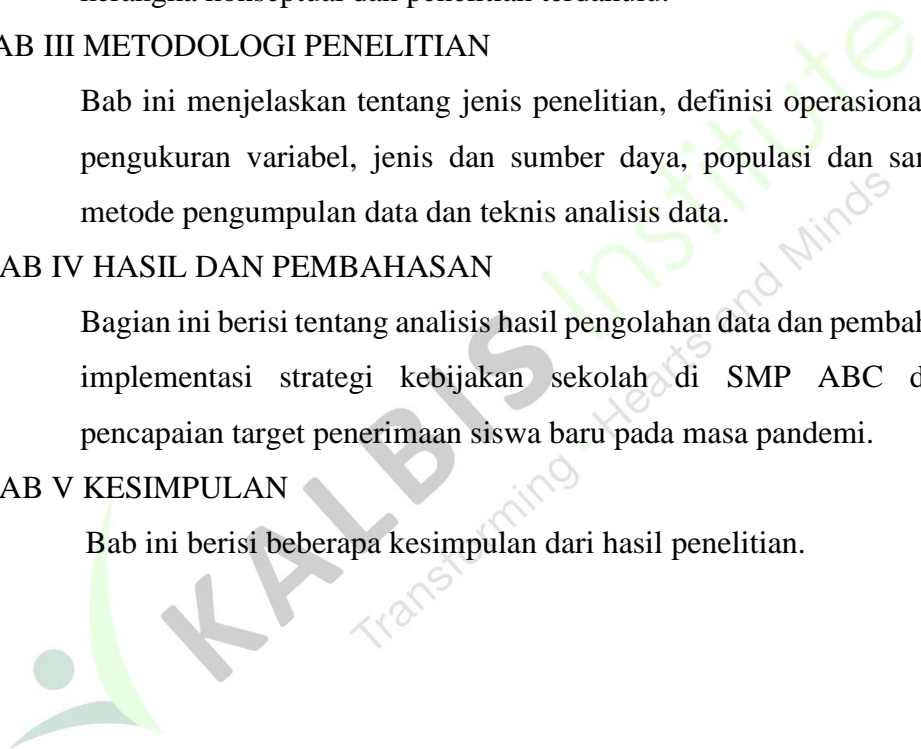 kerangka konseptual dan penelitian terdahulu.
AB III METODOLOGI PENELITIAN
Bab ini menjelaskan tentang jenis penelitian, definisi operasiona
pengukuran variabel, jenis dan sumber daya, populasi dan sa
metode pengumpulan data dan teknis analisis data.
AB IV HASIL DAN PEMBAHASAN
Bagian ini berisi tentang analisis hasil pengolahan data dan pembah
implementasi strategi kebijakan sekolah di SMP ABC d
pencapaian target penerimaan siswa baru pada masa pandemi.
AB V KESIMPULAN
Bab ini berisi beberapa kesimpulan dari hasil penelitian.
KALBIS Institute
Transforming • Hearts and Minds